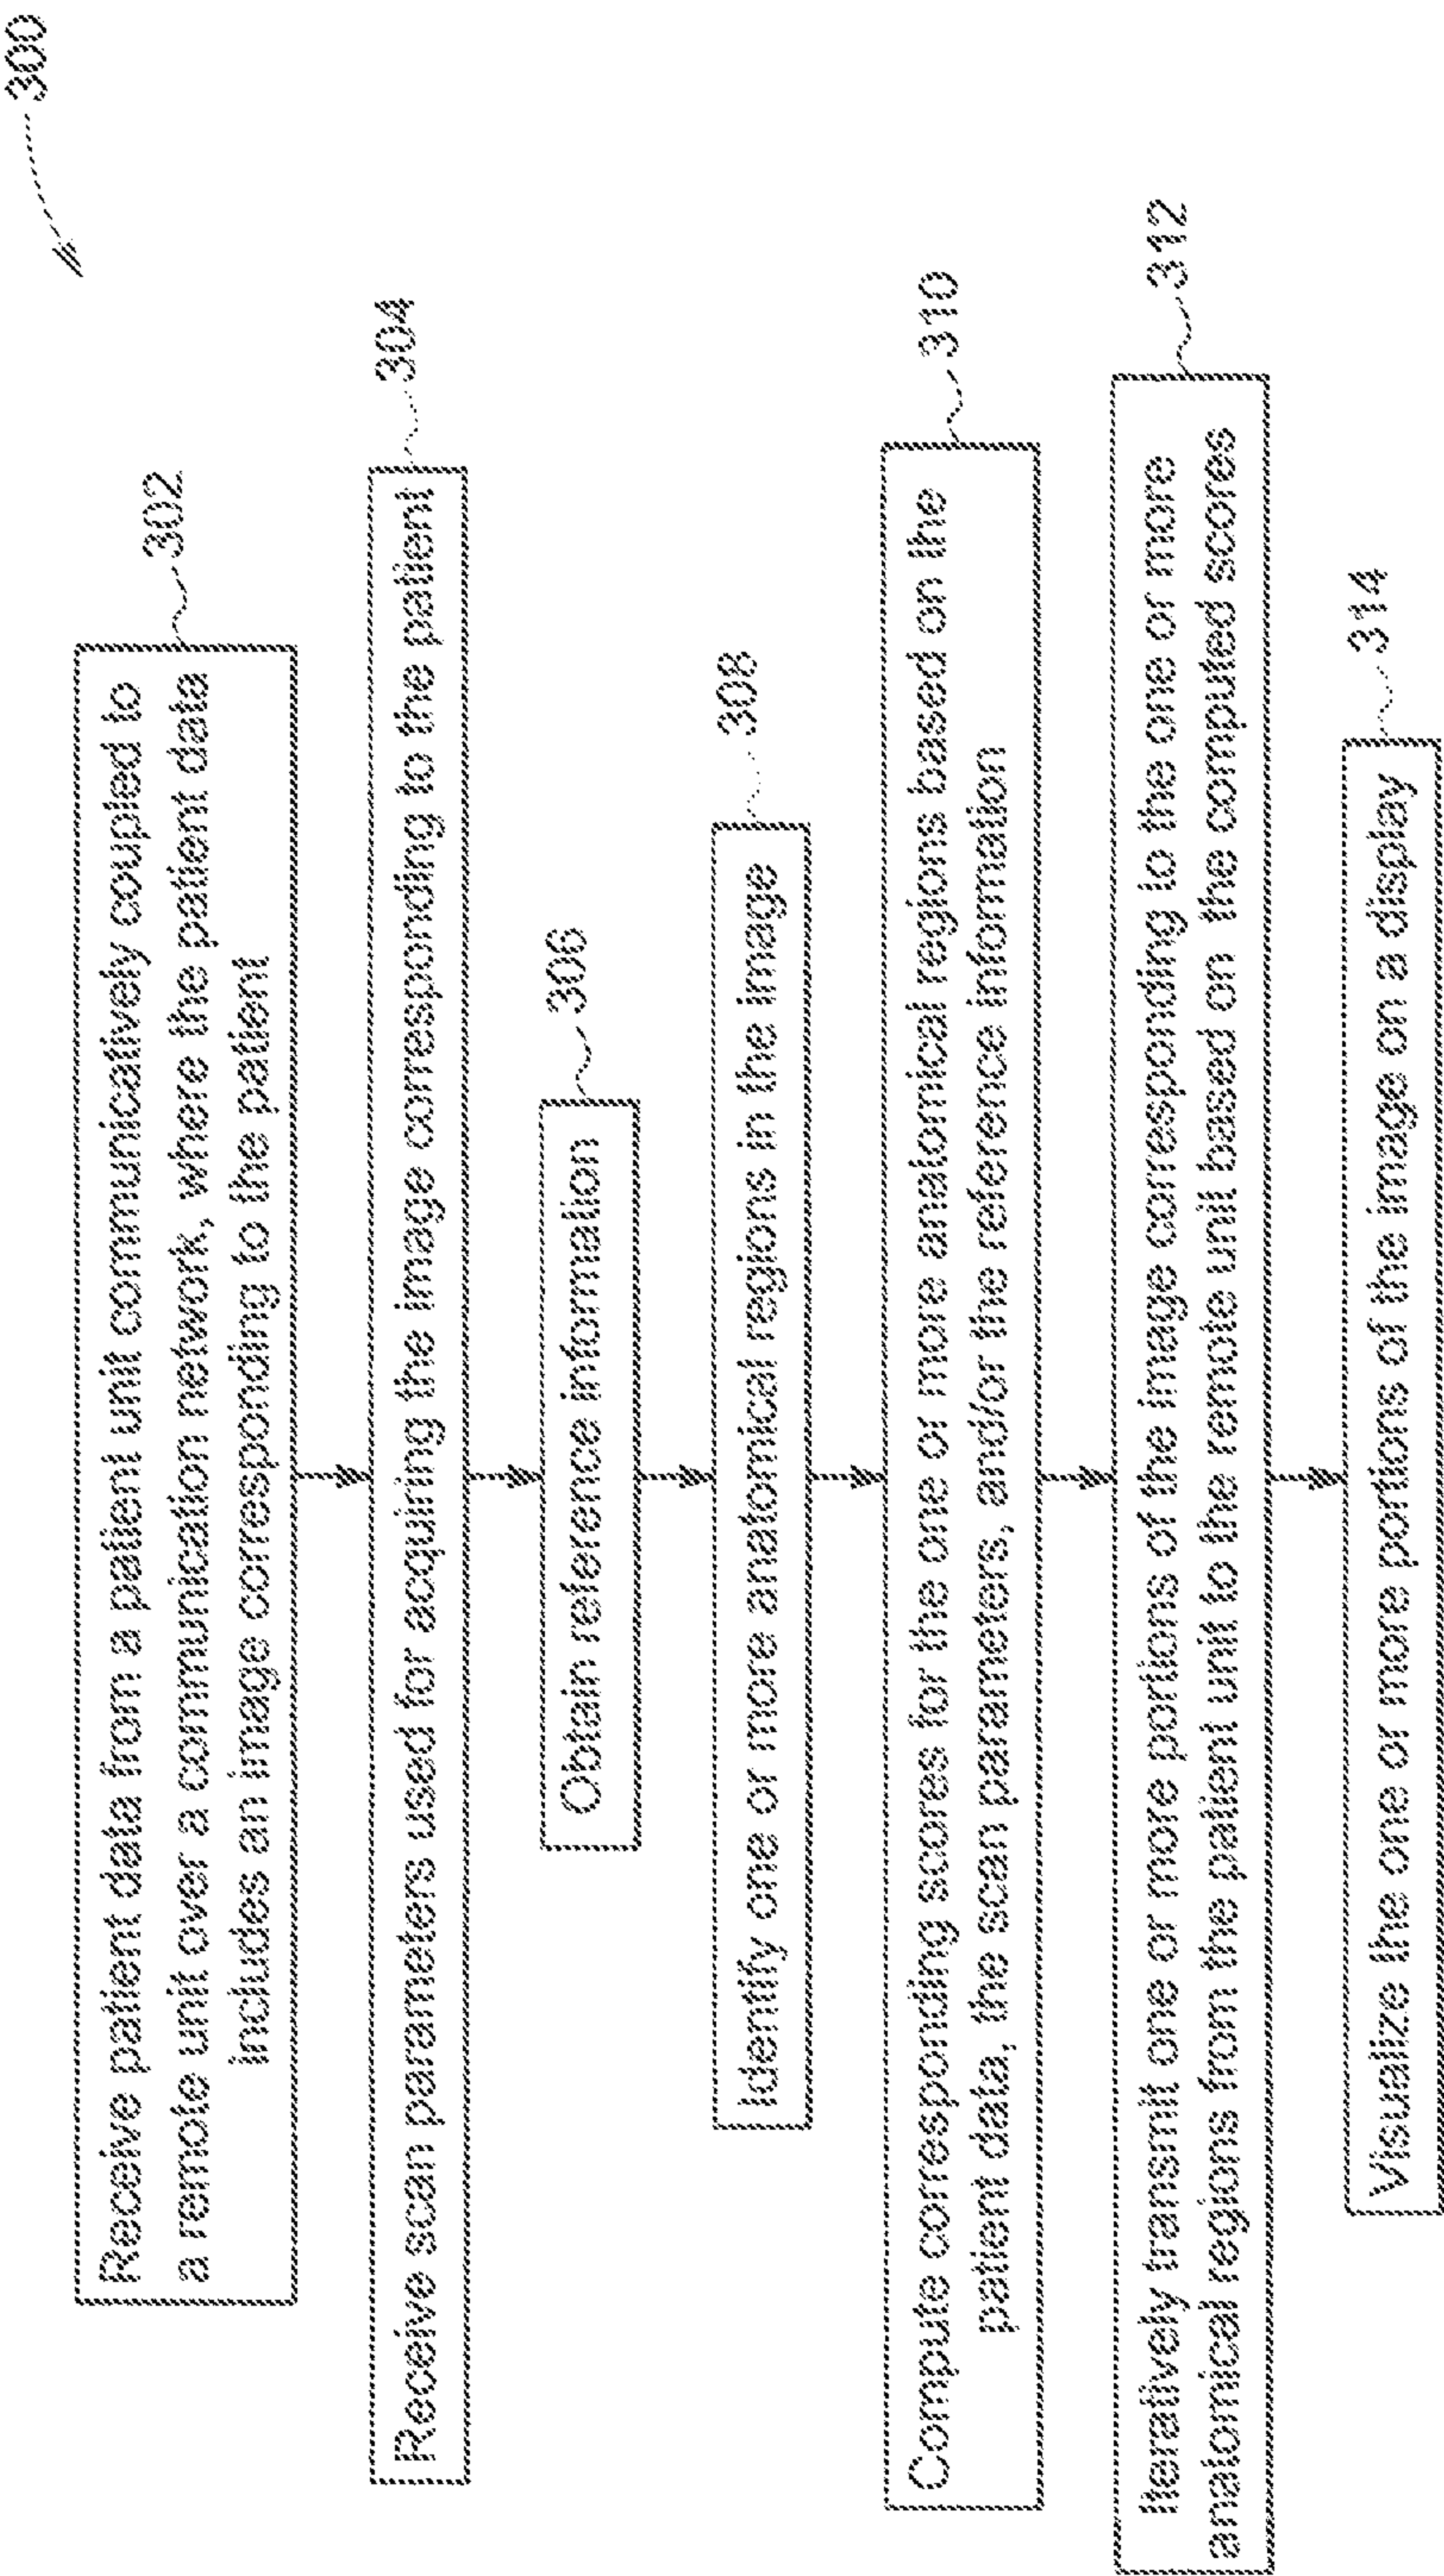 300
Receive patient data from a patient unit communicatively coupled to
a remote unit over a communication network, where the patient data
includes an image corresponding to the patient
302
Receive scan parameters used for acquiring the image corresponding to the patient
304
Obtain reference information
306
Identify one or more anatomical regions in the image
308
Compute corresponding scores for the one or more anatomical regions based on the
patient data, the scan parameters, and/or the reference information
310
Iteratively transmit one or more portions of the image corresponding to the one or more
anatomical regions from the patient unit to the remote unit based on the computed scores
312
Visualize the one or more portions of the image on a display
314